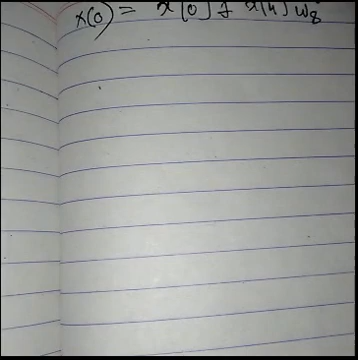 x(0) = x[0] + x[4] W₈